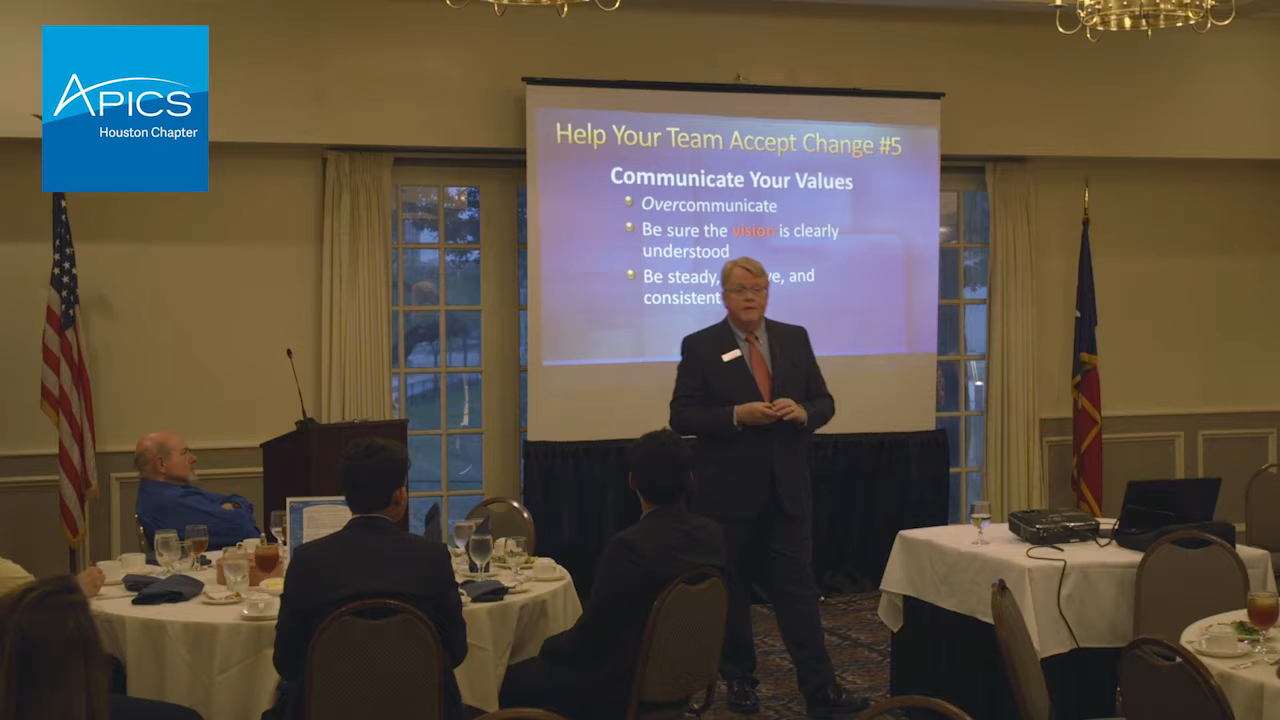 APICS
Houston Chapter
Help Your Team Accept Change #5
Communicate Your Values
Overcommunicate
Be sure the vision is clearly
understood
Be steady, and
consistent